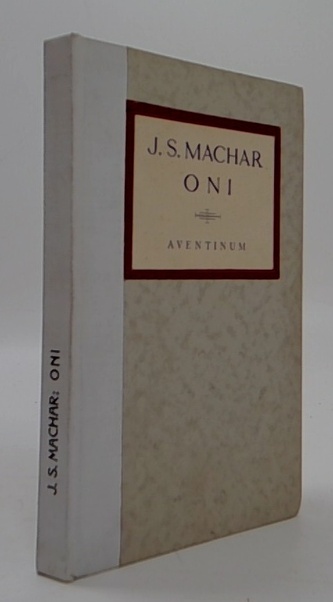 J. S. MACHAR
ONI
AVENTINUM
J. S. MACHAR: ONI